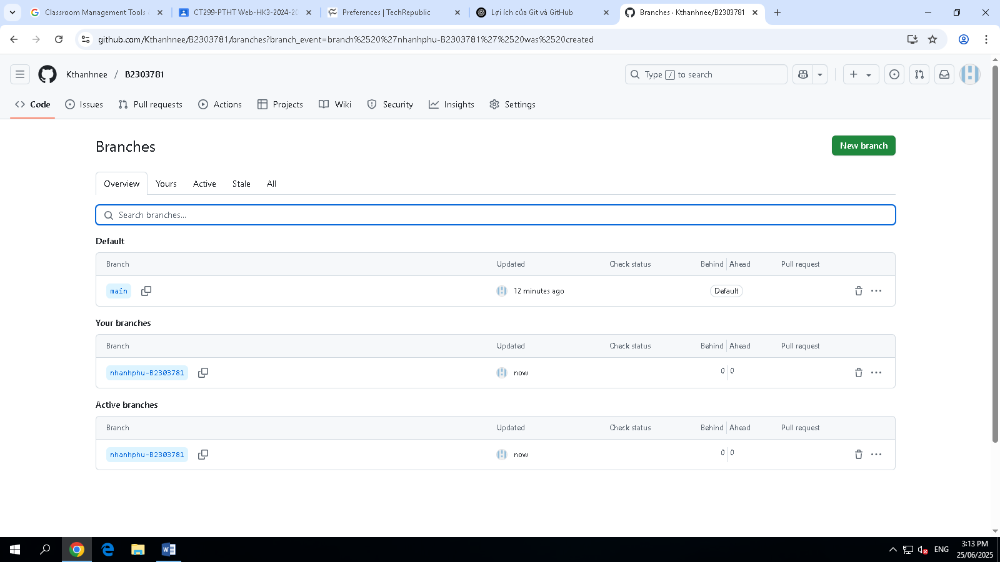 Classroom Management Tools
CT299-PTHT Web-HK3-2024-20
Preferences | TechRepublic
Lợi ích của Git và GitHub
Branches · Kthanhnee/B2303781
github.com/Kthanhnee/B2303781/branches?branch_event=branch%2520%27nhanhphu-B2303781%27%2520was%2520created
Kthanhnee / B2303781
Type / to search
Code
Issues
Pull requests
Actions
Projects
Wiki
Security
Insights
Settings
Branches
New branch
Overview
Yours
Active
Stale
All
Search branches...
Default
Branch Updated Check status Behind Ahead Pull request
main 12 minutes ago Default
Your branches
Branch Updated Check status Behind Ahead Pull request
nhanhphu-B2303781 now 0 0
Active branches
Branch Updated Check status Behind Ahead Pull request
nhanhphu-B2303781 now 0 0
ENG
3:13 PM
25/06/2025